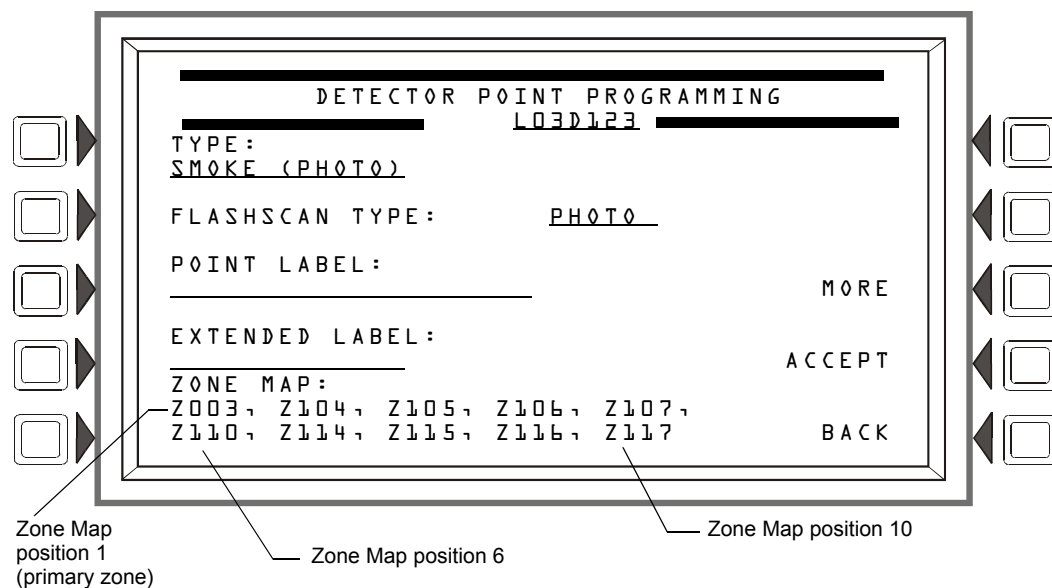 DETECTOR POINT PROGRAMMING
L03D123
TYPE:
SMOKE (PHOTO)
FLASHSCAN TYPE: PHOTO
POINT LABEL:
MORE
EXTENDED LABEL:
ACCEPT
ZONE MAP:
Z003, Z104, Z105, Z106, Z107,
Z110, Z114, Z115, Z116, Z117 BACK
Zone Map
position 1
(primary zone)
Zone Map position 6
Zone Map position 10